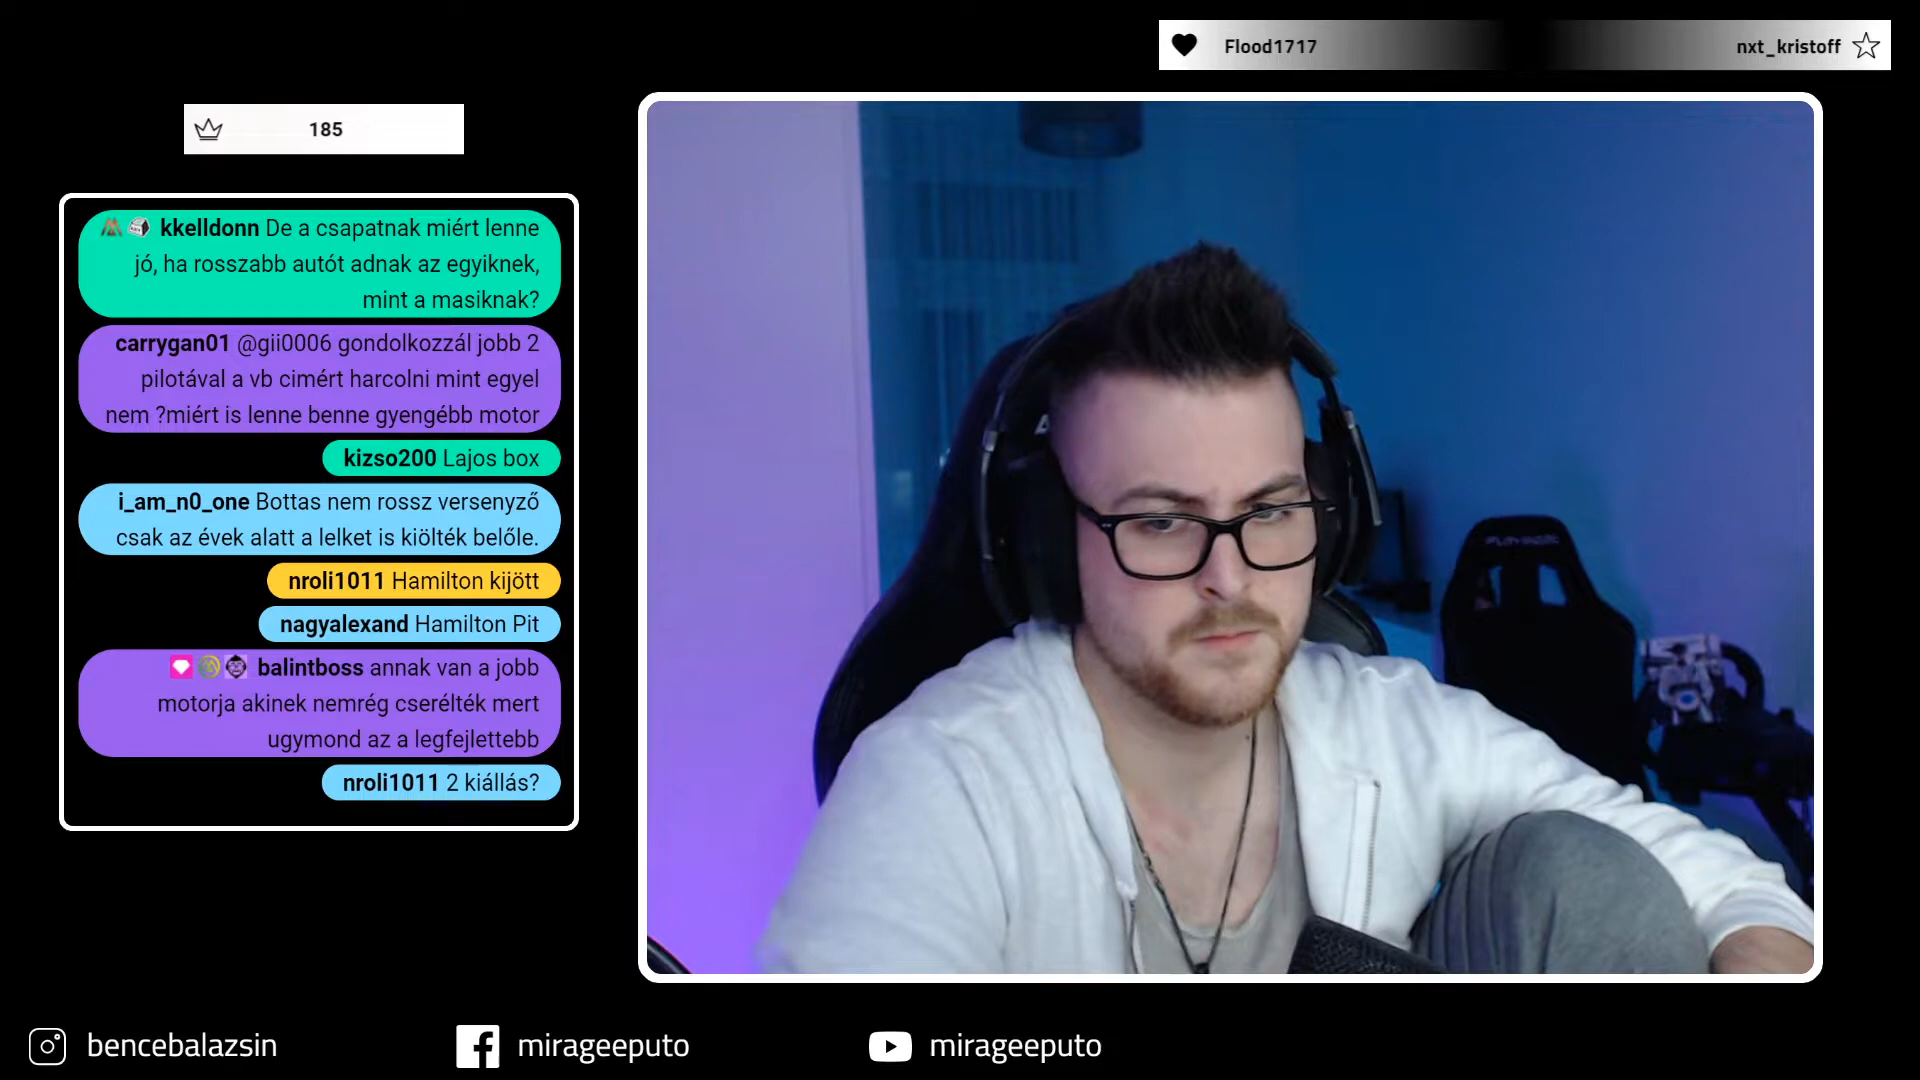 Flood1717
nxt_kristoff
185
kkelldonn De a csapatnak miért lenne
jó, ha rosszabb autót adnak az egyiknek,
mint a masiknak?
carrygan01 @gii0006 gondolkozzál jobb 2
pilotával a vb cimért harcolni mint egyel
nem ?miért is lenne benne gyengébb motor
kizso200 Lajos box
i_am_n0_one Bottas nem rossz versenyző
csak az évek alatt a lelket is kiölték belőle.
nroli1011 Hamilton kijött
nagyalexand Hamilton Pit
balintboss annak van a jobb
motorja akinek nemrég cserélték mert
ugymond az a legfejlettebb
nroli1011 2 kiállás?
bencebalazsin
mirageeputo
mirageeputo